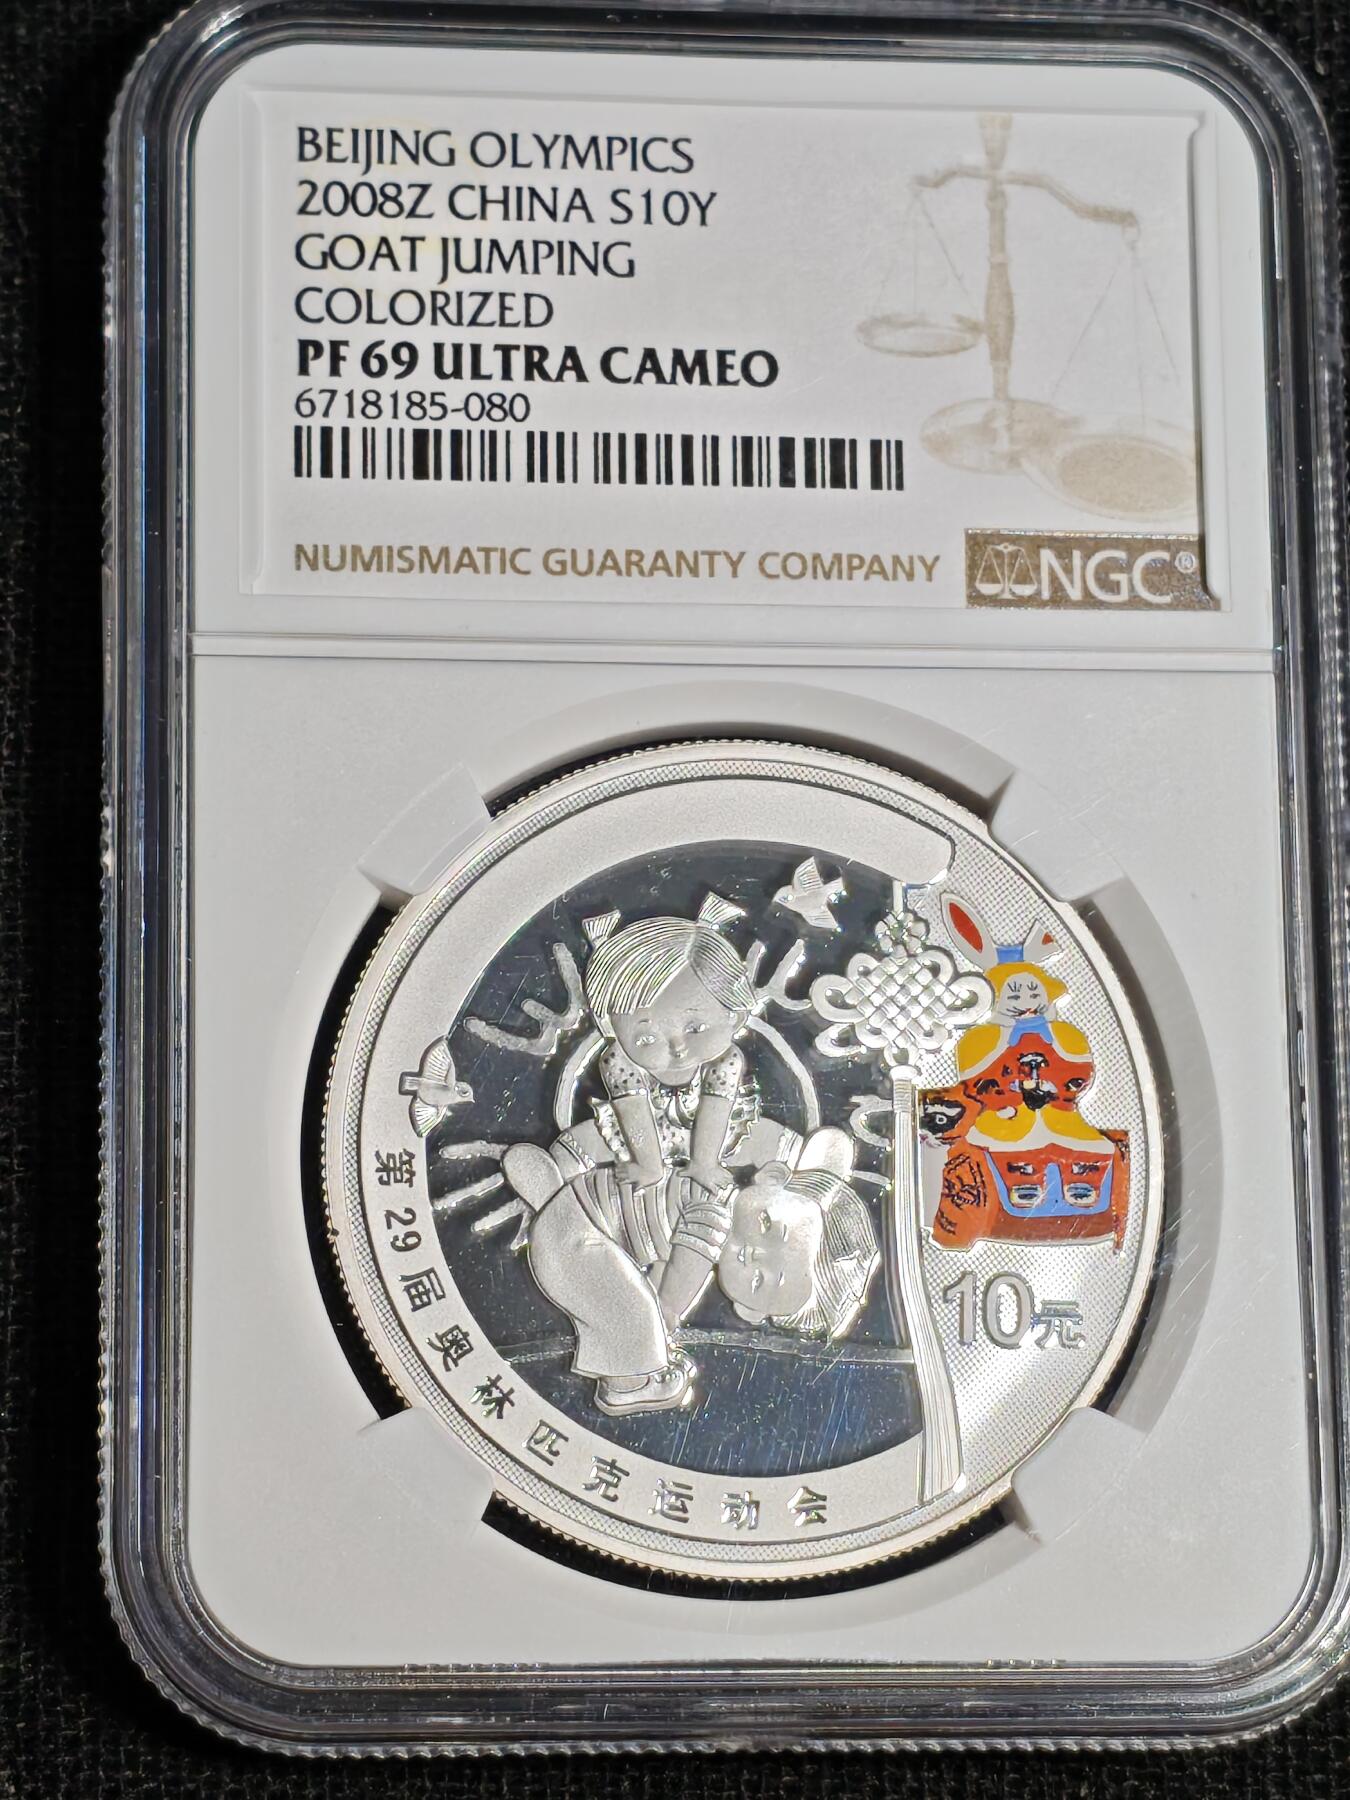 BEIJING OLYMPICS
2008Z CHINA S10Y
GOAT JUMPING
COLORIZED
PF 69 ULTRA CAMEO
6718185-080
NUMISMATIC GUARANTY COMPANY
NGC®
第29届奥林匹克运动会
10元